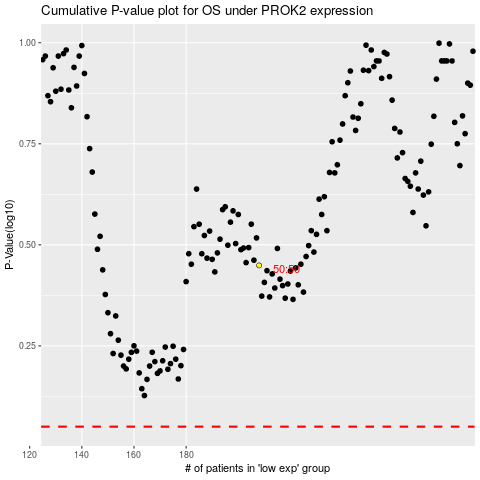 Cumulative P-value plot for OS under PROK2 expression
P-Value(log10)
1.00
0.75
0.50
0.25
50:50
120 140 160 180
# of patients in 'low exp' group